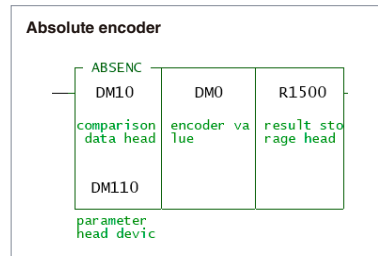 Absolute encoder
ABSENC
DM10 DM0 R1500
comparison encoder va result sto
data head lue rage head
DM110
parameter
head devic